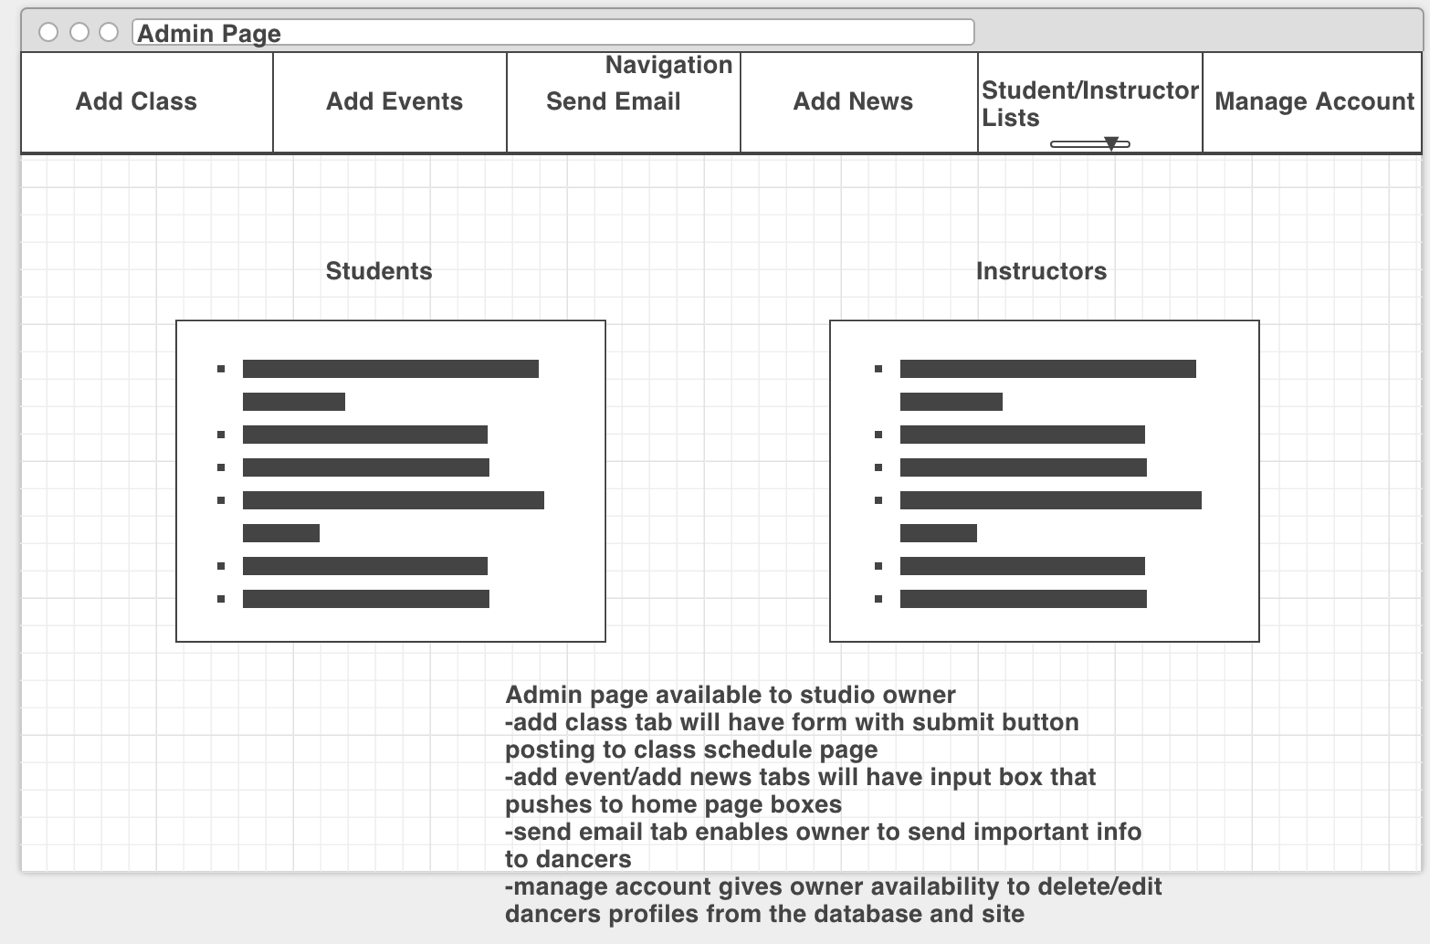 Admin Page
Navigation
Add Class
Add Events
Send Email
Add News
Student/Instructor
Lists
Manage Account
Students
Instructors
Admin page available to studio owner
-add class tab will have form with submit button
posting to class schedule page
-add event/add news tabs will have input box that
pushes to home page boxes
-send email tab enables owner to send important info
to dancers
-manage account gives owner availability to delete/edit
dancers profiles from the database and site